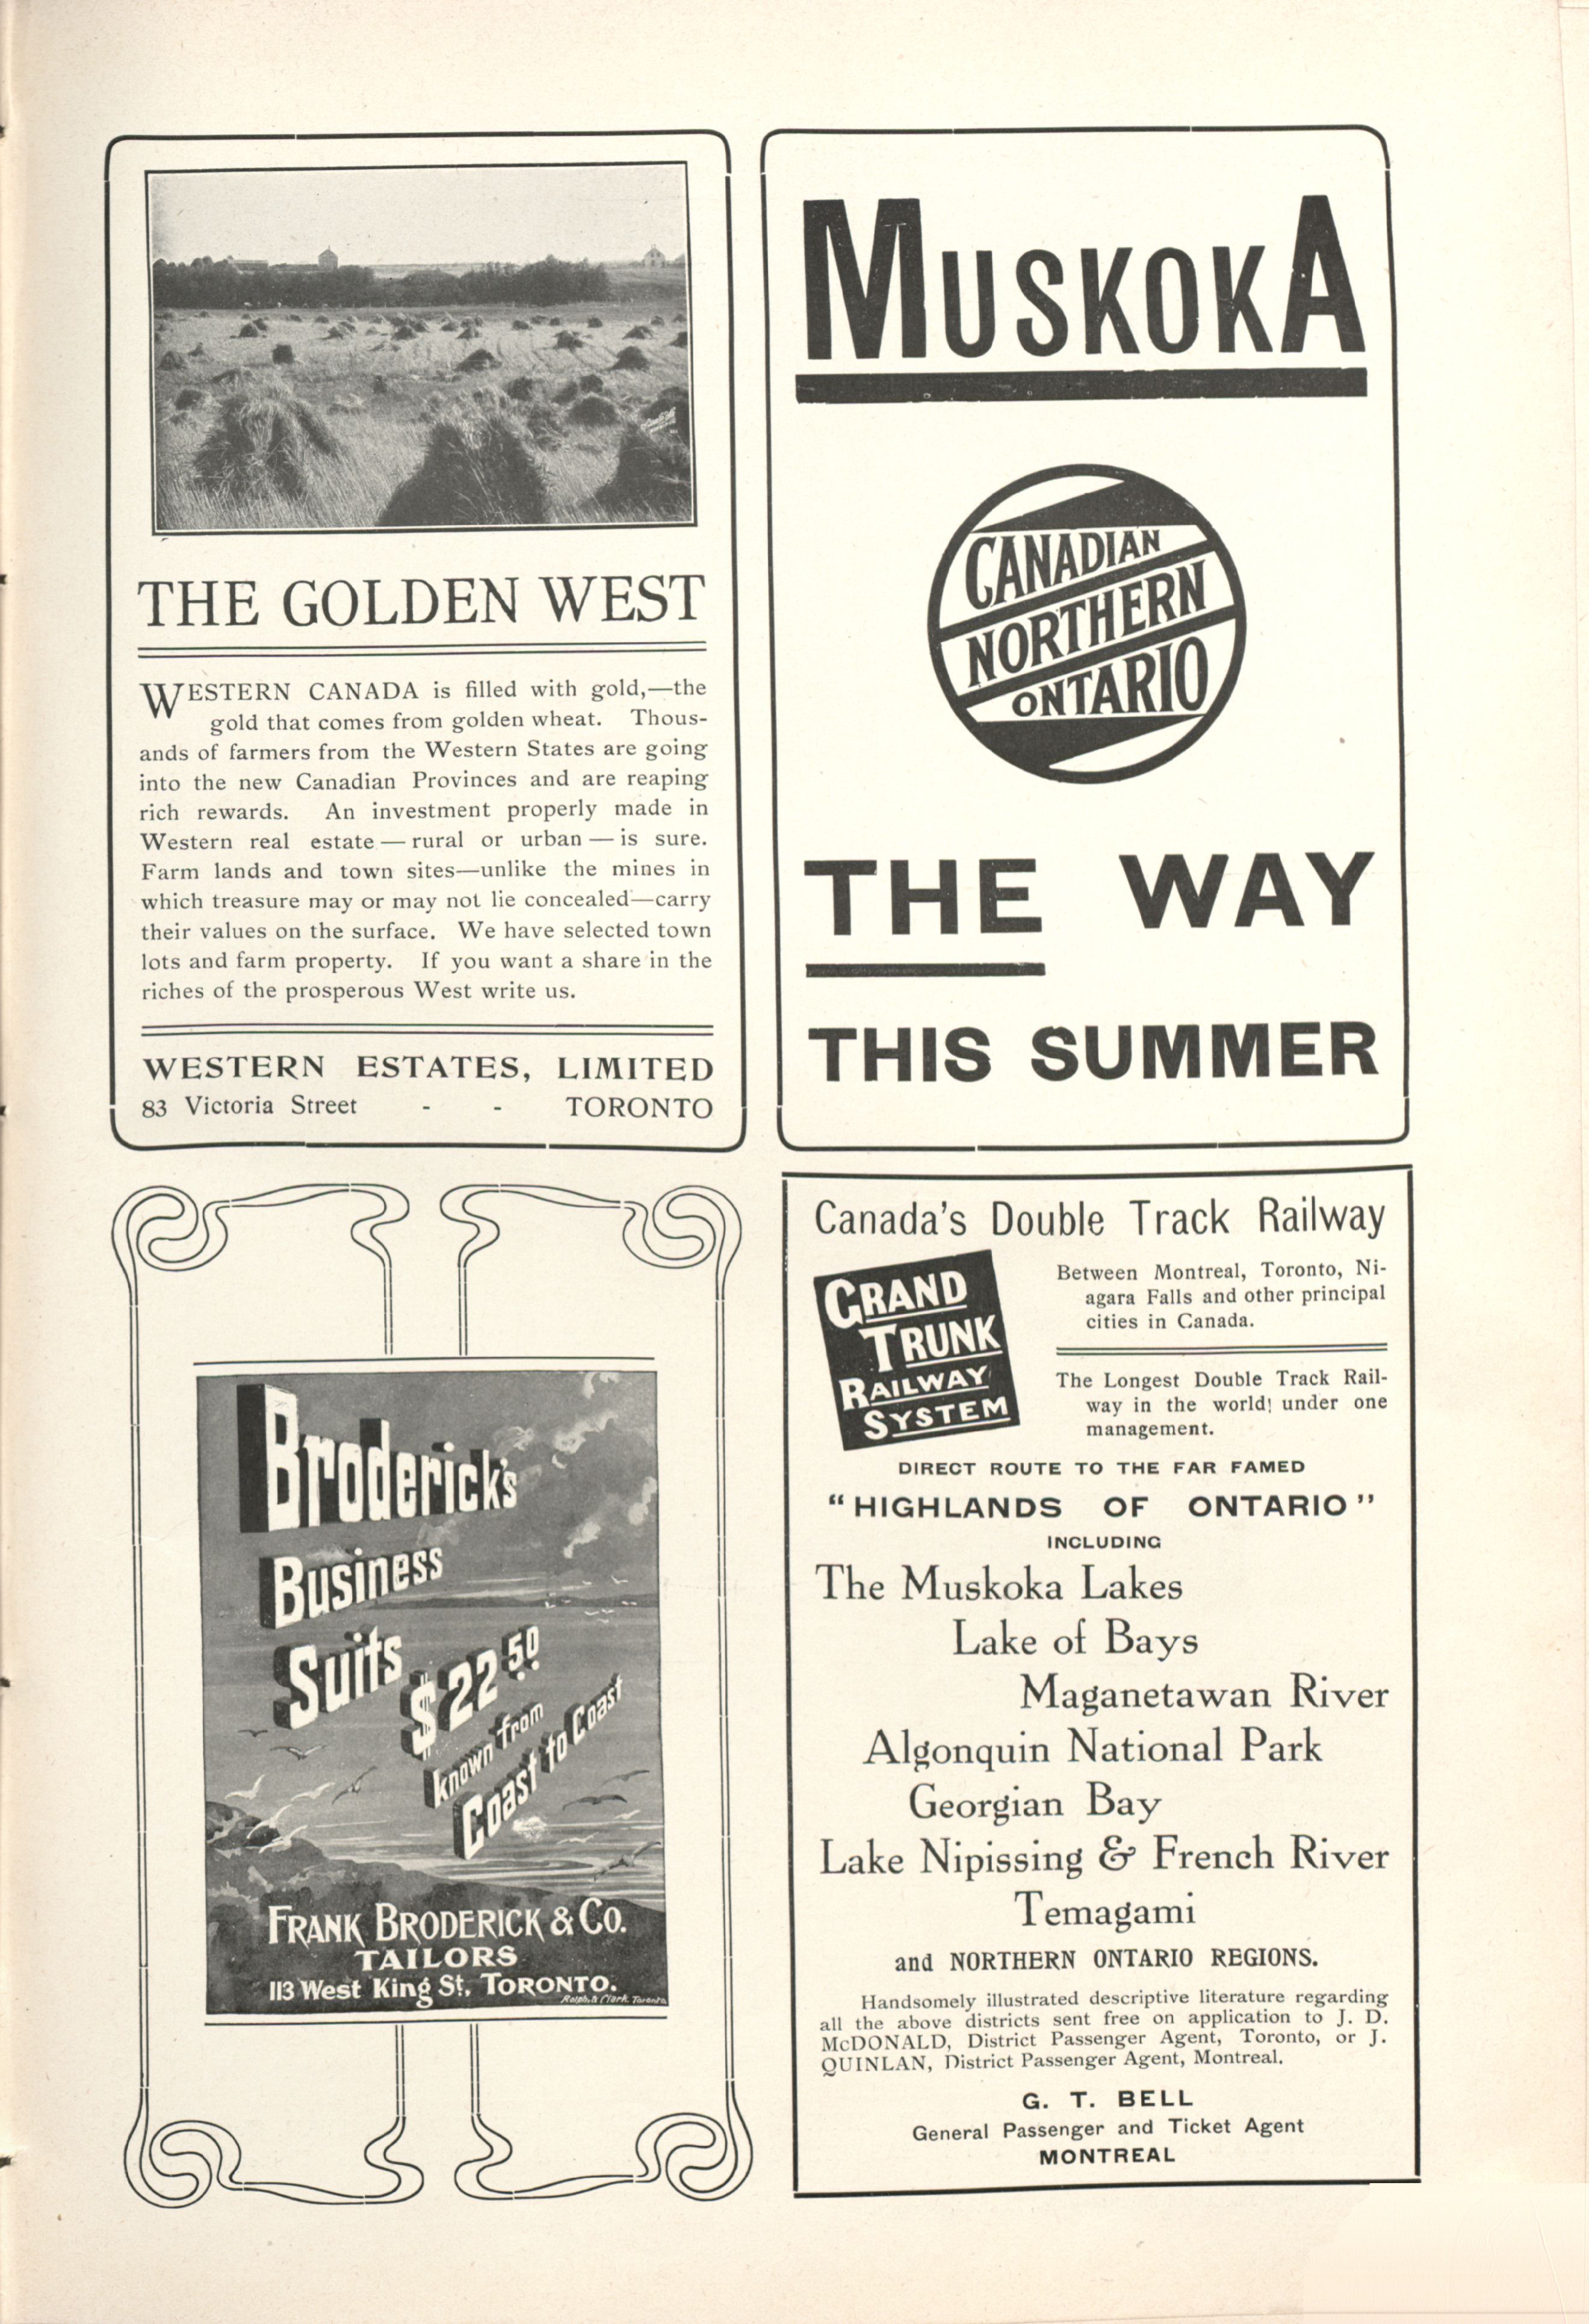 THE GOLDEN WEST
WESTERN CANADA is filled with gold,—the
gold that comes from golden wheat. Thous-
ands of farmers from the Western States are going
into the new Canadian Provinces and are reaping
rich rewards. An investment properly made in
Western real estate — rural or urban — is sure.
Farm lands and town sites—unlike the mines in
which treasure may or may not lie concealed—carry
their values on the surface. We have selected town
lots and farm property. If you want a share in the
riches of the prosperous West write us.
WESTERN ESTATES, LIMITED
83 Victoria Street - - TORONTO
MUSKOKA
CANADIAN
NORTHERN
ONTARIO
THE WAY
THIS SUMMER
Broderick's
Business
Suits
$22.50
known from
Coast to Coast
FRANK BRODERICK & CO.
TAILORS
113 West King St, TORONTO.
Rolph & Clark. Toronto
Canada's Double Track Railway
GRAND
TRUNK
RAILWAY
SYSTEM
Between Montreal, Toronto, Ni-
agara Falls and other principal
cities in Canada.
The Longest Double Track Rail-
way in the world; under one
management.
DIRECT ROUTE TO THE FAR FAMED
"HIGHLANDS OF ONTARIO"
INCLUDING
The Muskoka Lakes
Lake of Bays
Maganetawan River
Algonquin National Park
Georgian Bay
Lake Nipissing & French River
Temagami
and NORTHERN ONTARIO REGIONS.
Handsomely illustrated descriptive literature regarding
all the above districts sent free on application to J. D.
McDONALD, District Passenger Agent, Toronto, or J.
QUINLAN, District Passenger Agent, Montreal.
G. T. BELL
General Passenger and Ticket Agent
MONTREAL